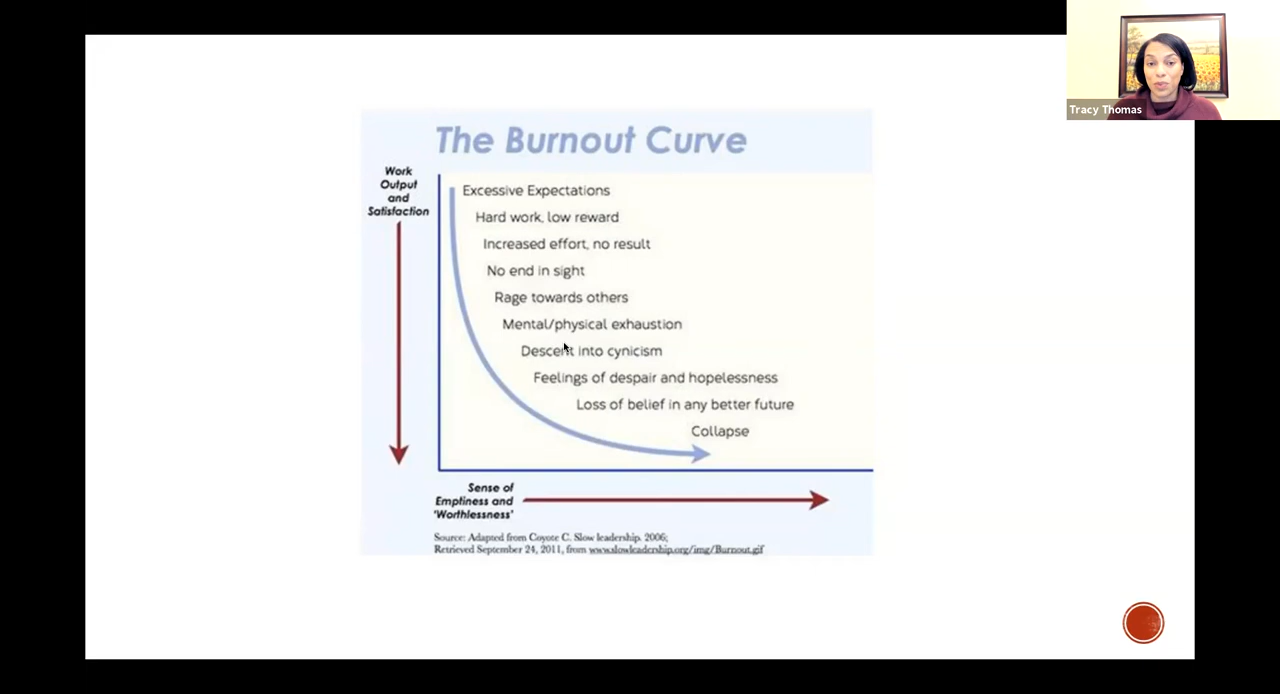 The Burnout Curve
Work
Output
and
Satisfaction
Excessive Expectations
Hard work, low reward
Increased effort, no result
No end in sight
Rage towards others
Mental/physical exhaustion
Descent into cynicism
Feelings of despair and hopelessness
Loss of belief in any better future
Collapse
Sense of
Emptiness and
'Worthlessness'
Source: Adapted from Coyote C. Slow leadership. 2006;
Retrieved September 24, 2011, from www.slowleadership.org/img/Burnout.gif
Tracy Thomas